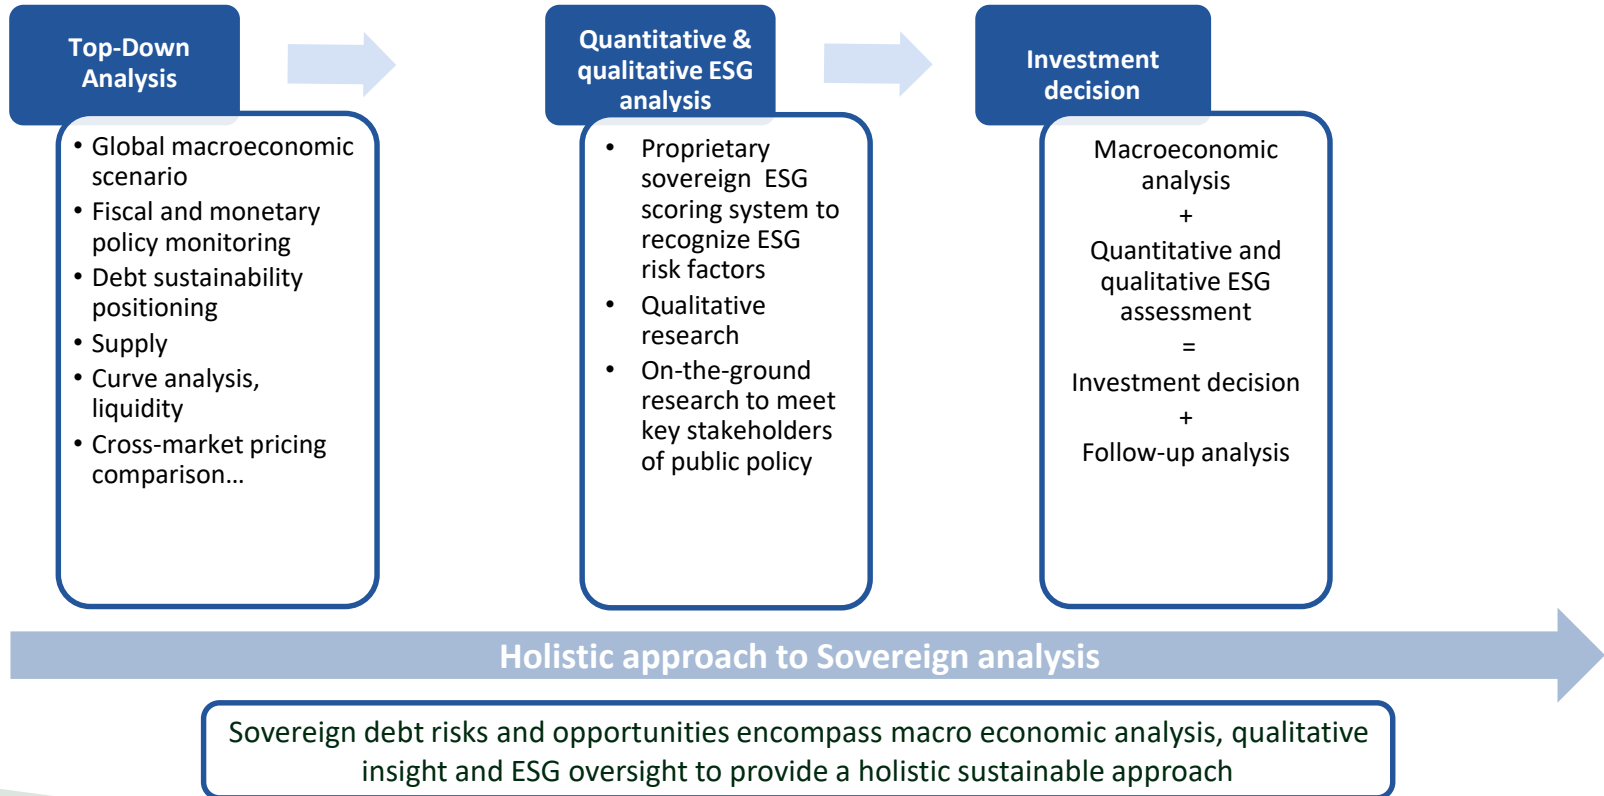 Top-Down
Analysis
• Global macroeconomic
scenario
• Fiscal and monetary
policy monitoring
• Debt sustainability
positioning
• Supply
• Curve analysis,
liquidity
• Cross-market pricing
comparison...
Quantitative &
qualitative ESG
analysis
• Proprietary
sovereign ESG
scoring system to
recognize ESG
risk factors
• Qualitative
research
• On-the-ground
research to meet
key stakeholders
of public policy
Investment
decision
Macroeconomic
analysis
+
Quantitative and
qualitative ESG
assessment
=
Investment decision
+
Follow-up analysis
Holistic approach to Sovereign analysis
Sovereign debt risks and opportunities encompass macro economic analysis, qualitative
insight and ESG oversight to provide a holistic sustainable approach